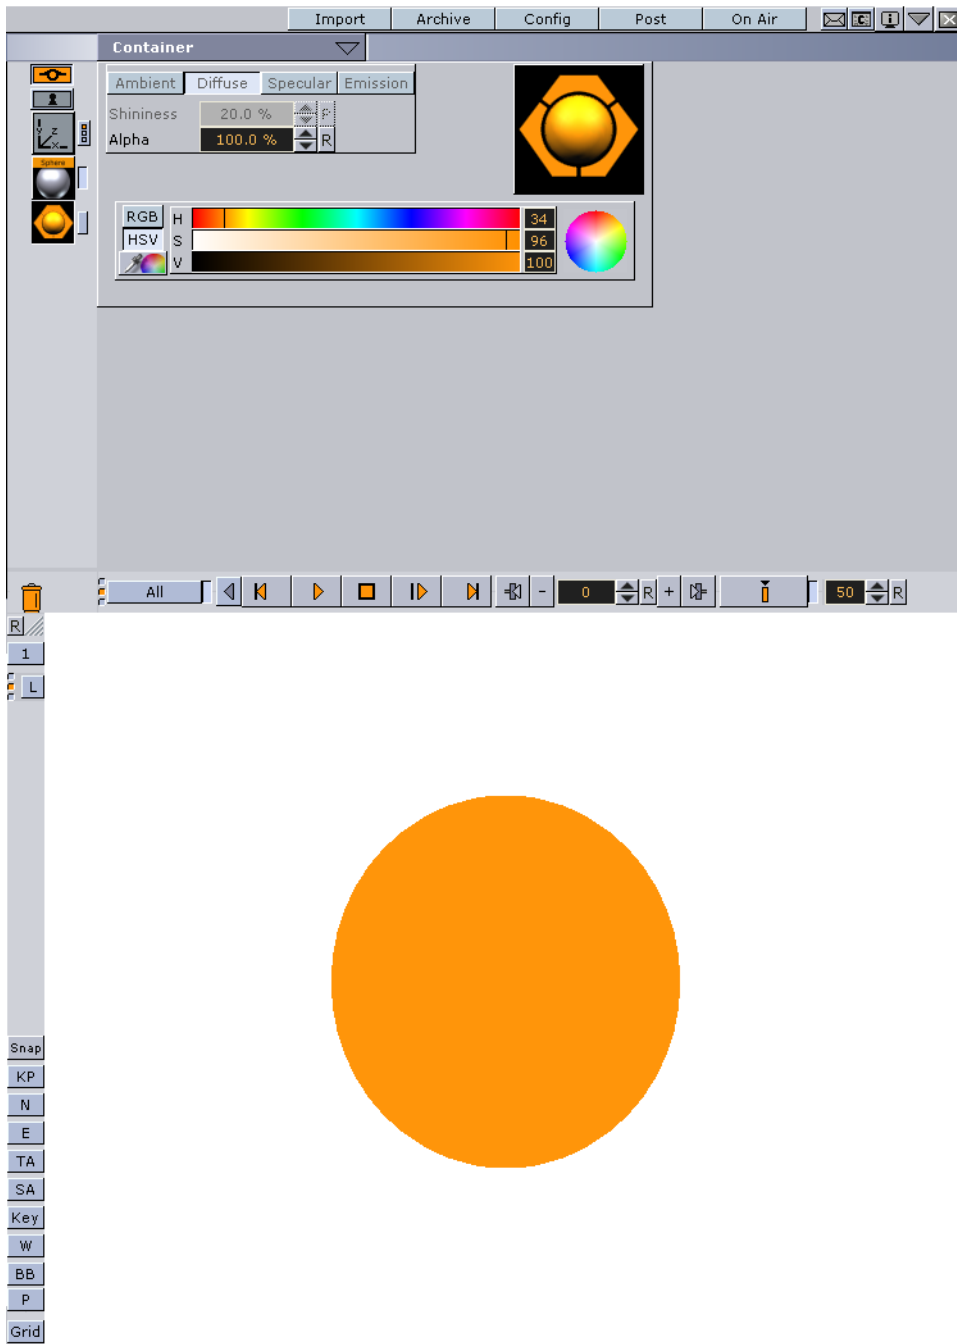 Import Archive Config Post On Air
Container
Ambient Diffuse Specular Emission
Shininess 20.0 % R
Alpha 100.0 % R
y z x
Sphere
RGB H 34
HSV S 96
V 100
All 0 R + - 50 R
R
1
L
Snap
KP
N
E
TA
SA
Key
W
BB
P
Grid